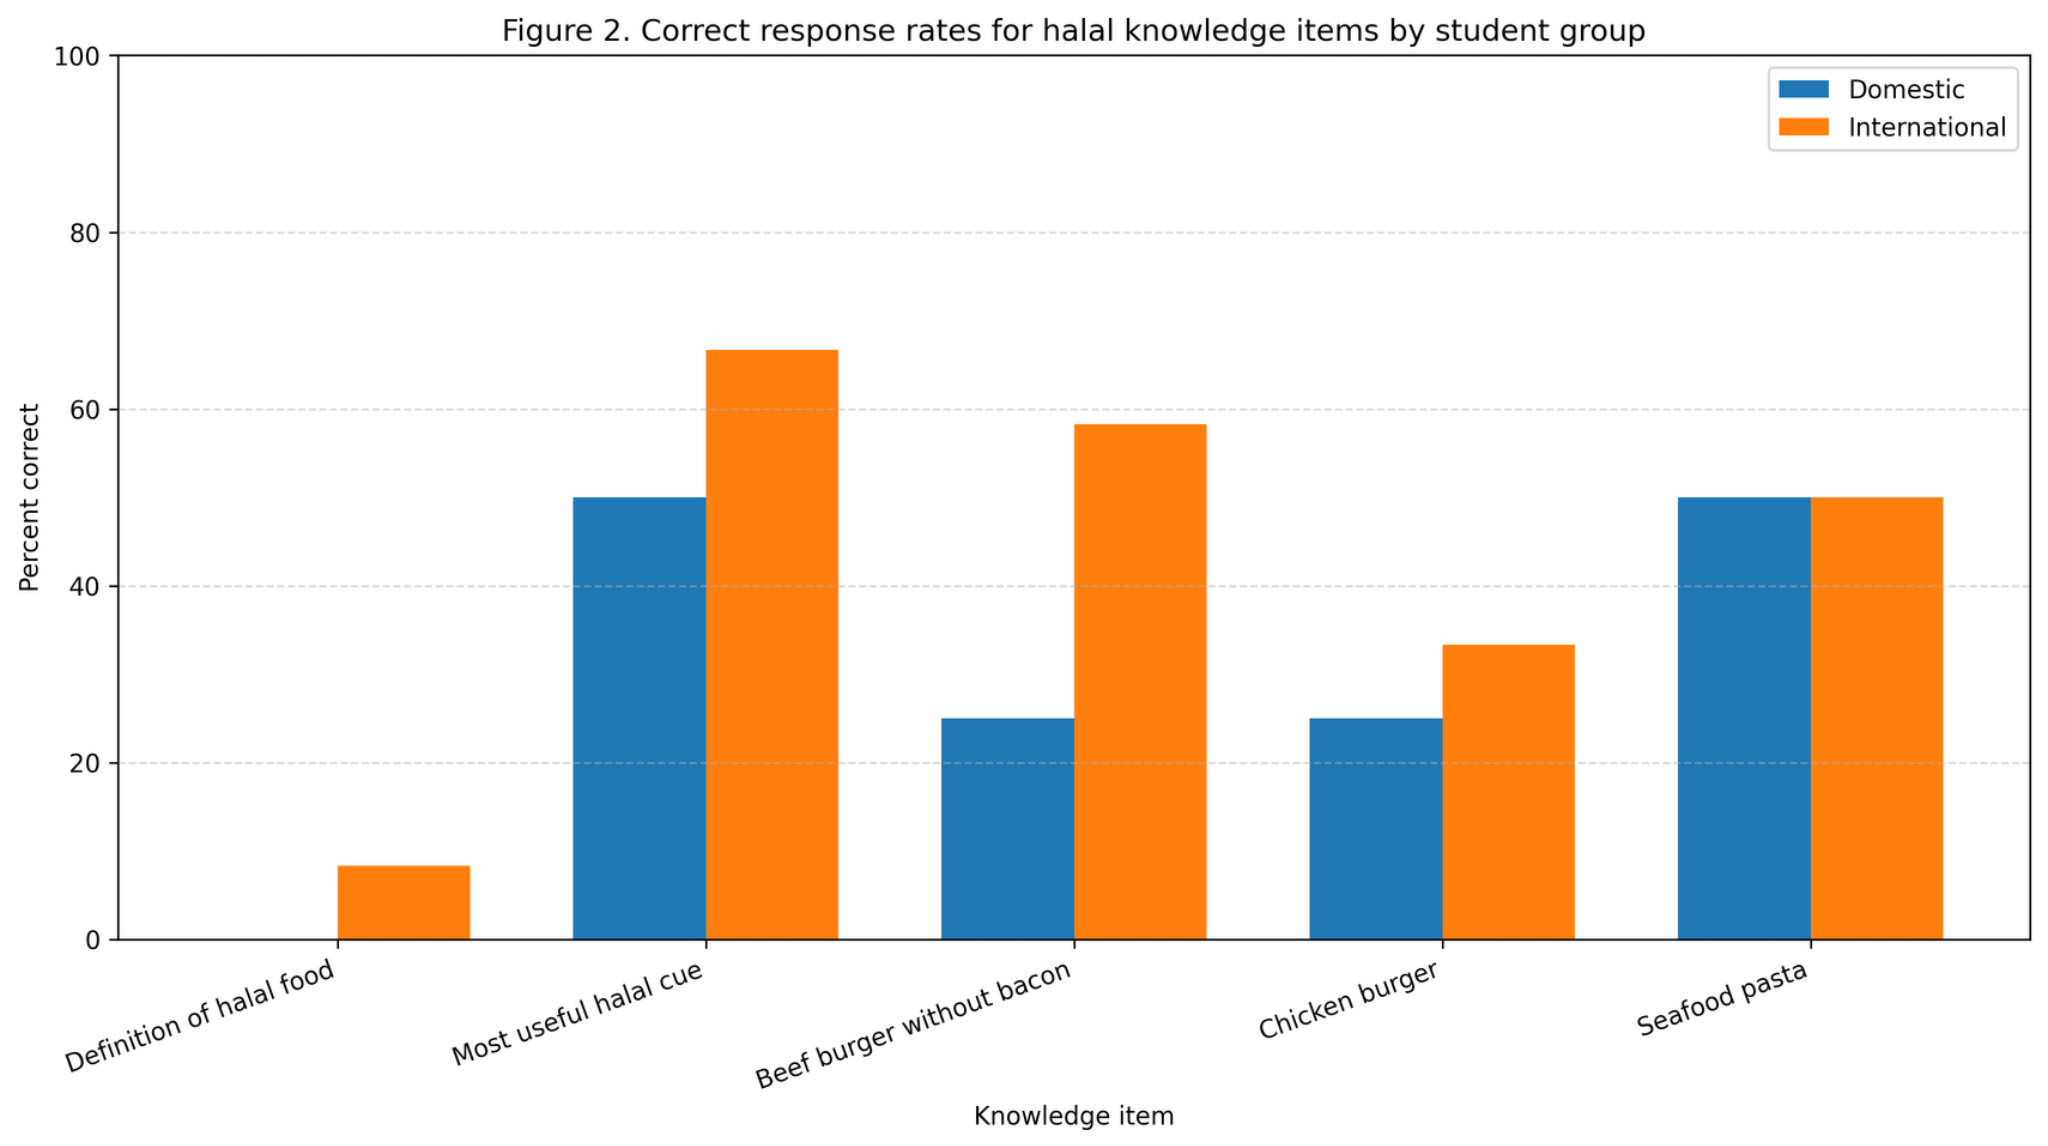 Figure 2. Correct response rates for halal knowledge items by student group
Domestic
International
Percent correct
100
80
60
40
20
0
Definition of halal food
Most useful halal cue
Beef burger without bacon
Chicken burger
Seafood pasta
Knowledge item